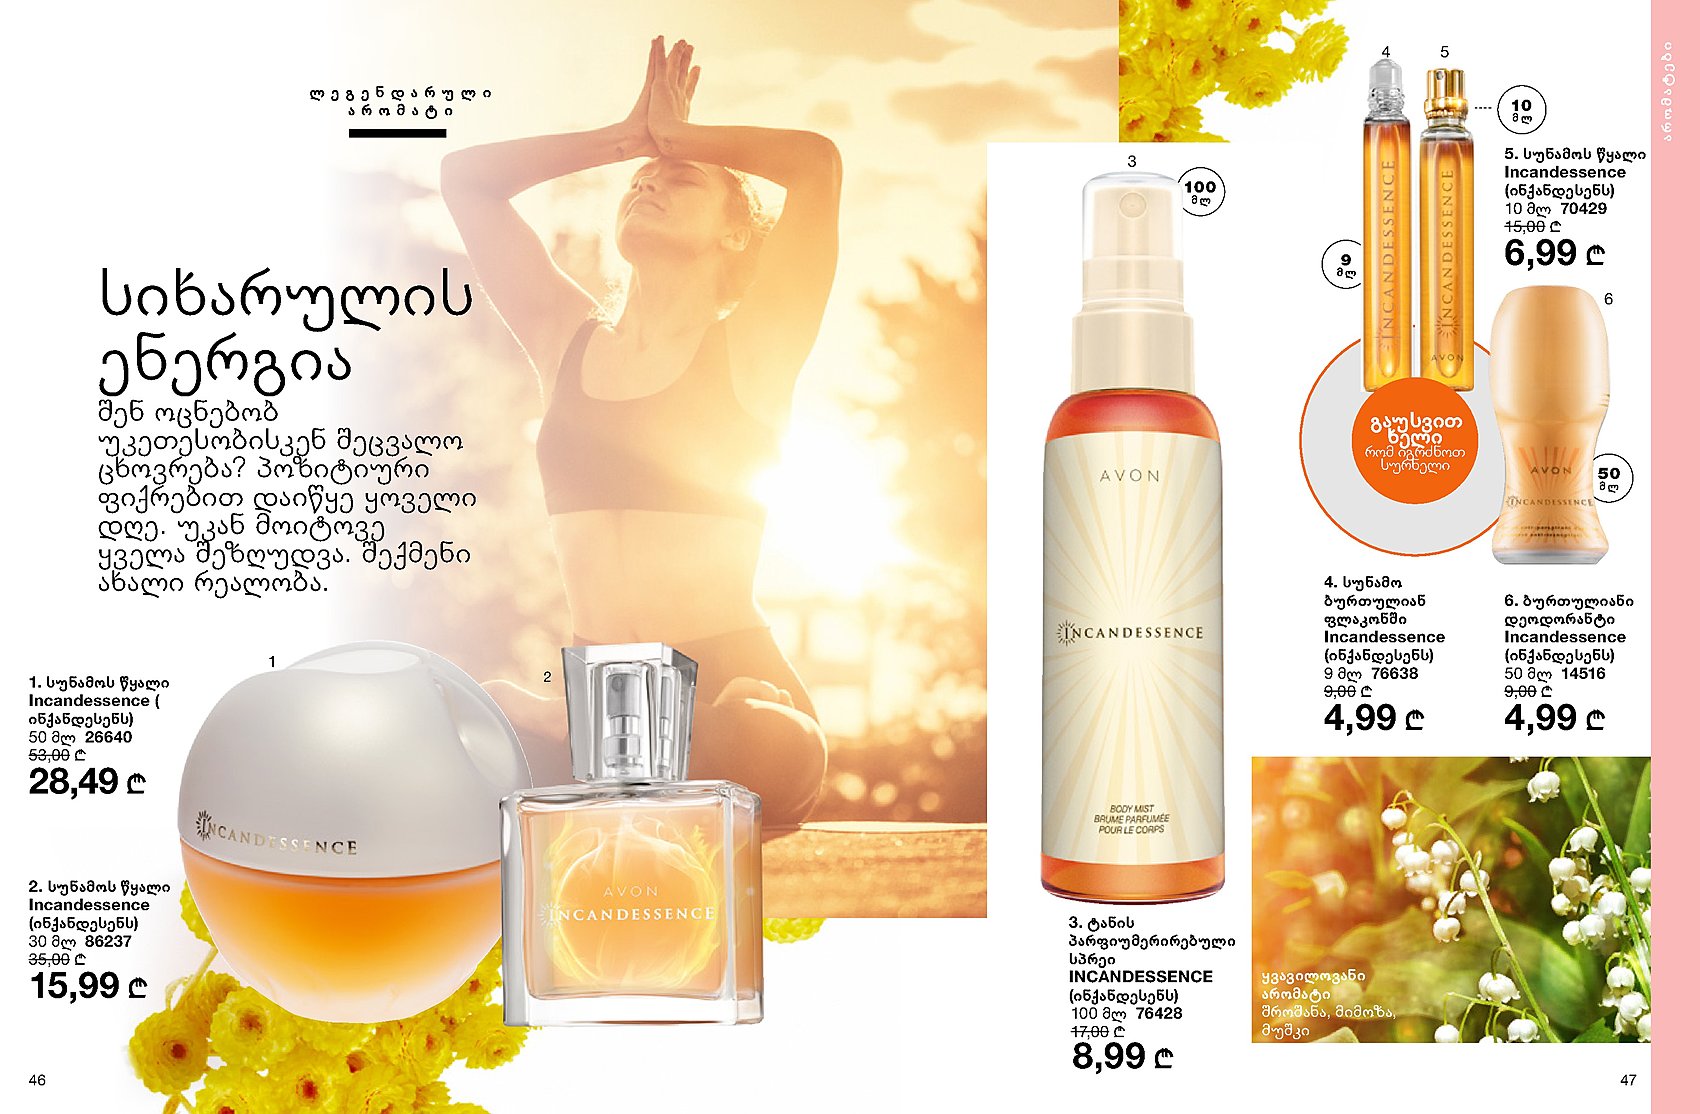 ლეგენდარული
არომატი
სიხარულის
ენერგია
შენ ოცნებობ
უკეთესობისკენ შეცვალო
ცხოვრება? პოზიტიური
ფიქრებით დაიწყე ყოველი
დღე. უკან მოიტოვე
ყველა შეზღუდვა. შექმენი
ახალი რეალობა.
1
1. სუნამოს წყალი
Incandessence (
ინქანდესენს)
50 მლ 26640
53,00 ₾
28,49 ₾
2. სუნამოს წყალი
Incandessence
(ინქანდესენს)
30 მლ 86237
35,00 ₾
15,99 ₾
INCANDESSENCE
2
AVON
INCANDESSENCE
46
3
100
მლ
AVON
INCANDESSENCE
BODY MIST
BRUME PARFUMÉE
POUR LE CORPS
3. ტანის
პარფიუმერირებული
სპრეი
INCANDESSENCE
(ინქანდესენს)
100 მლ 76428
17,00 ₾
8,99 ₾
4
5
10
მლ
9
მლ
INCANDESSENCE
INCANDESSENCE
AVON
5. სუნამოს წყალი
Incandessence
(ინქანდესენს)
10 მლ 70429
15,00 ₾
6,99 ₾
6
გაუსვით
ხელი
რომ იგრძნოთ
სურნელი
AVON
INCANDESSENCE
50
მლ
4. სუნამო
ბურთულიან
ფლაკონში
Incandessence
(ინქანდესენს)
9 მლ 76638
9,00 ₾
4,99 ₾
6. ბურთულიანი
დეოდორანტი
Incandessence
(ინქანდესენს)
50 მლ 14516
9,00 ₾
4,99 ₾
ყვავილოვანი
არომატი
შროშანა, მიმოზა,
მუშკი
არომატები
47